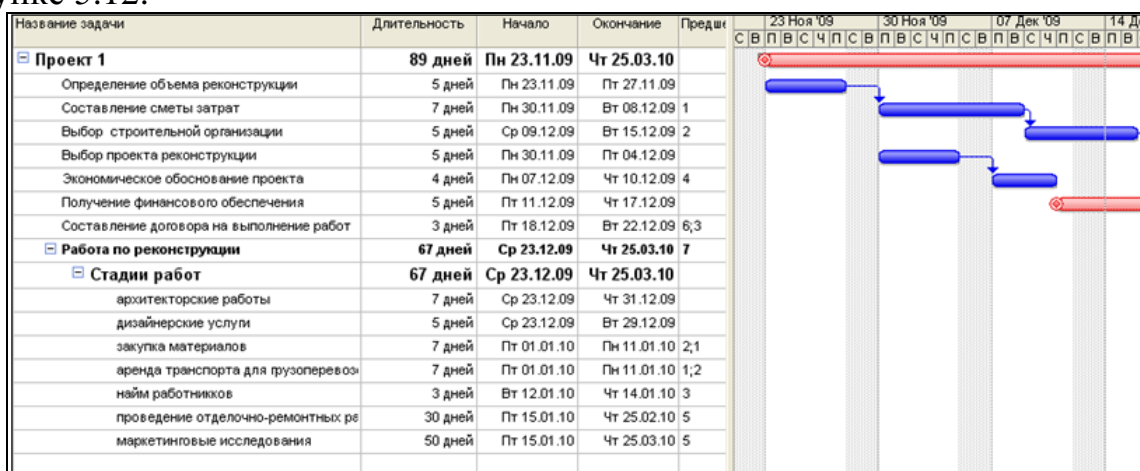 унке 5.12.
Название задачи Длительность Начало Окончание Предше 23 Ноя '09 30 Ноя '09 07 Дек '09 14 Д
С В П В С Ч П С В П В С Ч П С В П В С Ч П С В П В
Проект 1 89 дней Пн 23.11.09 Чт 25.03.10
Определение объема реконструкции 5 дней Пн 23.11.09 Пт 27.11.09
Составление сметы затрат 7 дней Пн 30.11.09 Вт 08.12.09 1
Выбор строительной организации 5 дней Ср 09.12.09 Вт 15.12.09 2
Выбор проекта реконструкции 5 дней Пн 30.11.09 Пт 04.12.09
Экономическое обоснование проекта 4 дней Пн 07.12.09 Чт 10.12.09 4
Получение финансового обеспечения 5 дней Пт 11.12.09 Чт 17.12.09
Составление договора на выполнение работ 3 дней Пт 18.12.09 Вт 22.12.09 6;3
Работа по реконструкции 67 дней Ср 23.12.09 Чт 25.03.10 7
Стадии работ 67 дней Ср 23.12.09 Чт 25.03.10
архитекторские работы 7 дней Ср 23.12.09 Чт 31.12.09
дизайнерские услуги 5 дней Ср 23.12.09 Вт 29.12.09
закупка материалов 7 дней Пт 01.01.10 Пн 11.01.10 2;1
аренда транспорта для грузоперевоз 7 дней Пт 01.01.10 Пн 11.01.10 1;2
найм работникков 3 дней Вт 12.01.10 Чт 14.01.10 3
проведение отделочно-ремонтных ра 30 дней Пт 15.01.10 Чт 25.02.10 5
маркетинговые исследования 50 дней Пт 15.01.10 Чт 25.03.10 5